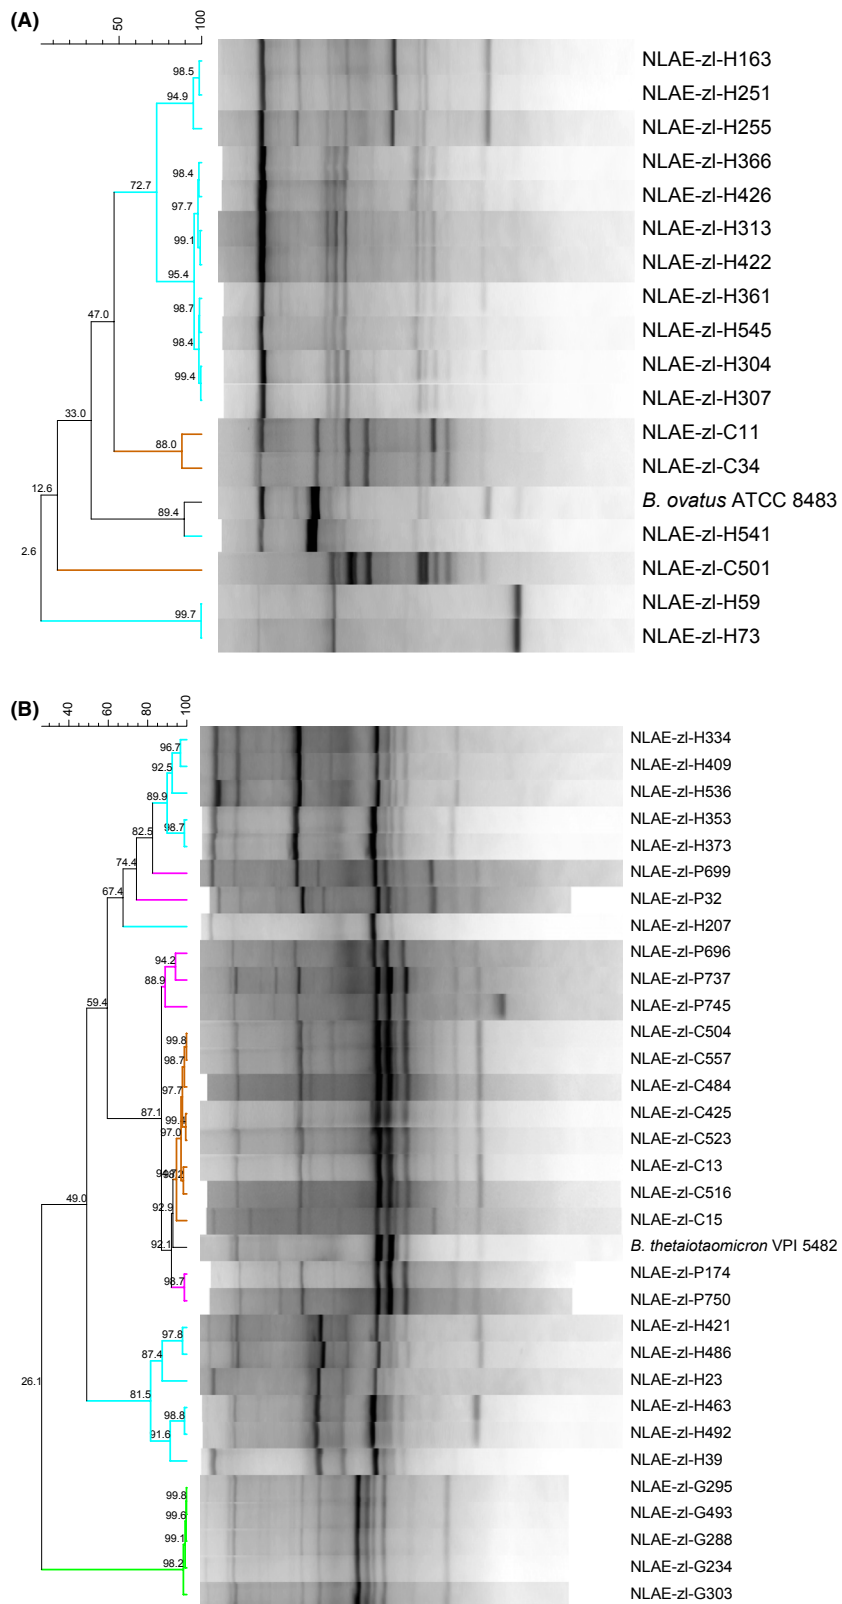 (A)
50
100
98.5
94.9
72.7
98.4
97.7
99.1
95.4
98.7
98.4
99.4
47.0
33.0
88.0
12.6
89.4
2.6
99.7
NLAE-zl-H163
NLAE-zl-H251
NLAE-zl-H255
NLAE-zl-H366
NLAE-zl-H426
NLAE-zl-H313
NLAE-zl-H422
NLAE-zl-H361
NLAE-zl-H545
NLAE-zl-H304
NLAE-zl-H307
NLAE-zl-C11
NLAE-zl-C34
B. ovatus ATCC 8483
NLAE-zl-H541
NLAE-zl-C501
NLAE-zl-H59
NLAE-zl-H73
(B)
40
60
80
100
96.7
92.5
89.9
98.7
82.5
74.4
67.4
94.2
88.9
59.4
99.8
98.7
97.7
87.1
97.0
92.9
92.1
98.7
49.0
97.8
87.4
26.1
81.5
98.8
91.6
99.8
99.6
99.1
98.2
NLAE-zl-H334
NLAE-zl-H409
NLAE-zl-H536
NLAE-zl-H353
NLAE-zl-H373
NLAE-zl-P699
NLAE-zl-P32
NLAE-zl-H207
NLAE-zl-P696
NLAE-zl-P737
NLAE-zl-P745
NLAE-zl-C504
NLAE-zl-C557
NLAE-zl-C484
NLAE-zl-C425
NLAE-zl-C523
NLAE-zl-C13
NLAE-zl-C516
NLAE-zl-C15
B. thetaiotaomicron VPI 5482
NLAE-zl-P174
NLAE-zl-P750
NLAE-zl-H421
NLAE-zl-H486
NLAE-zl-H23
NLAE-zl-H463
NLAE-zl-H492
NLAE-zl-H39
NLAE-zl-G295
NLAE-zl-G493
NLAE-zl-G288
NLAE-zl-G234
NLAE-zl-G303